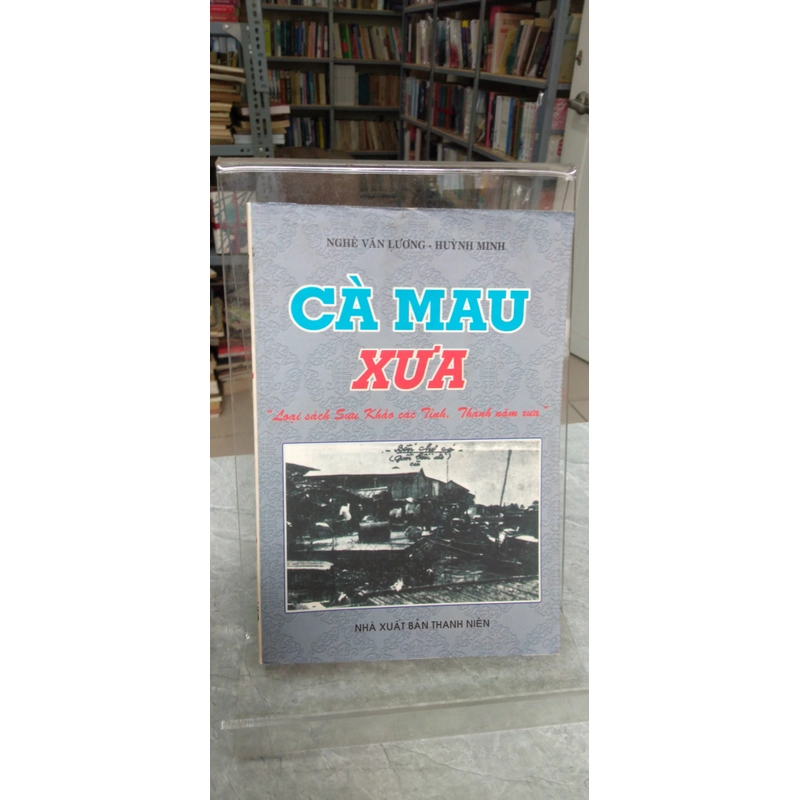 NGHÊ VĂN LƯƠNG - HUỲNH MINH
CÀ MAU
XƯA
"Loại sách Sưu Khảo các Tỉnh, Thành năm xưa"
NHÀ XUẤT BẢN THANH NIÊN